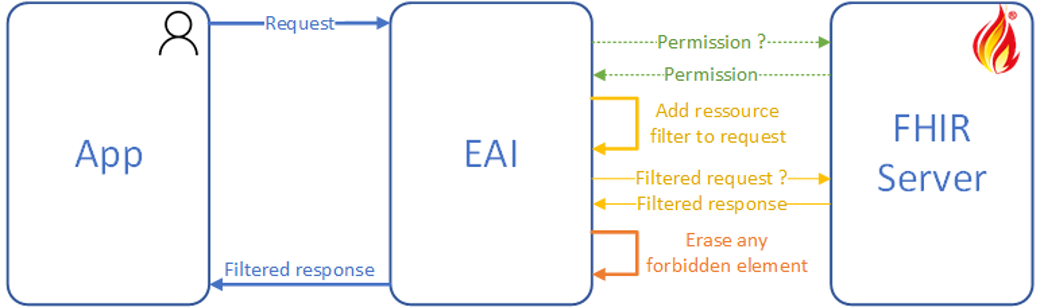 Request
Permission ?
Permission
Add ressource
filter to request
App
EAI
FHIR
Server
Filtered request ?
Filtered response
Erase any
forbidden element
Filtered response
®